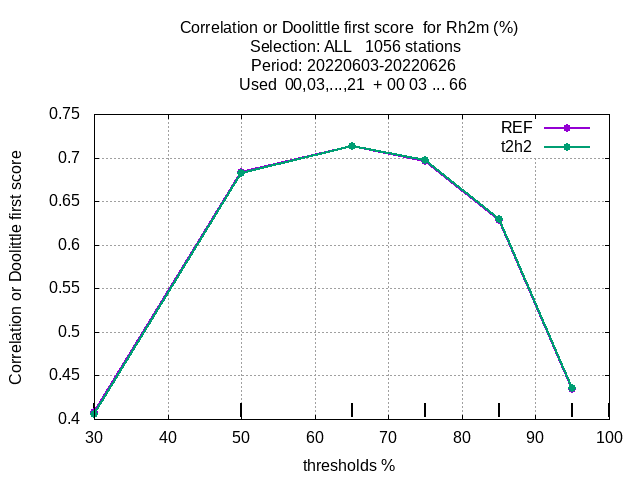 Correlation or Doolittle first score for Rh2m (%)
Selection: ALL 1056 stations
Period: 20220603-20220626
Used 00,03,...,21 + 00 03 ... 66
REF
t2h2
0.75
0.7
0.65
0.6
0.55
0.5
0.45
0.4
Correlation or Doolittle first score
30 40 50 60 70 80 90 100
thresholds %